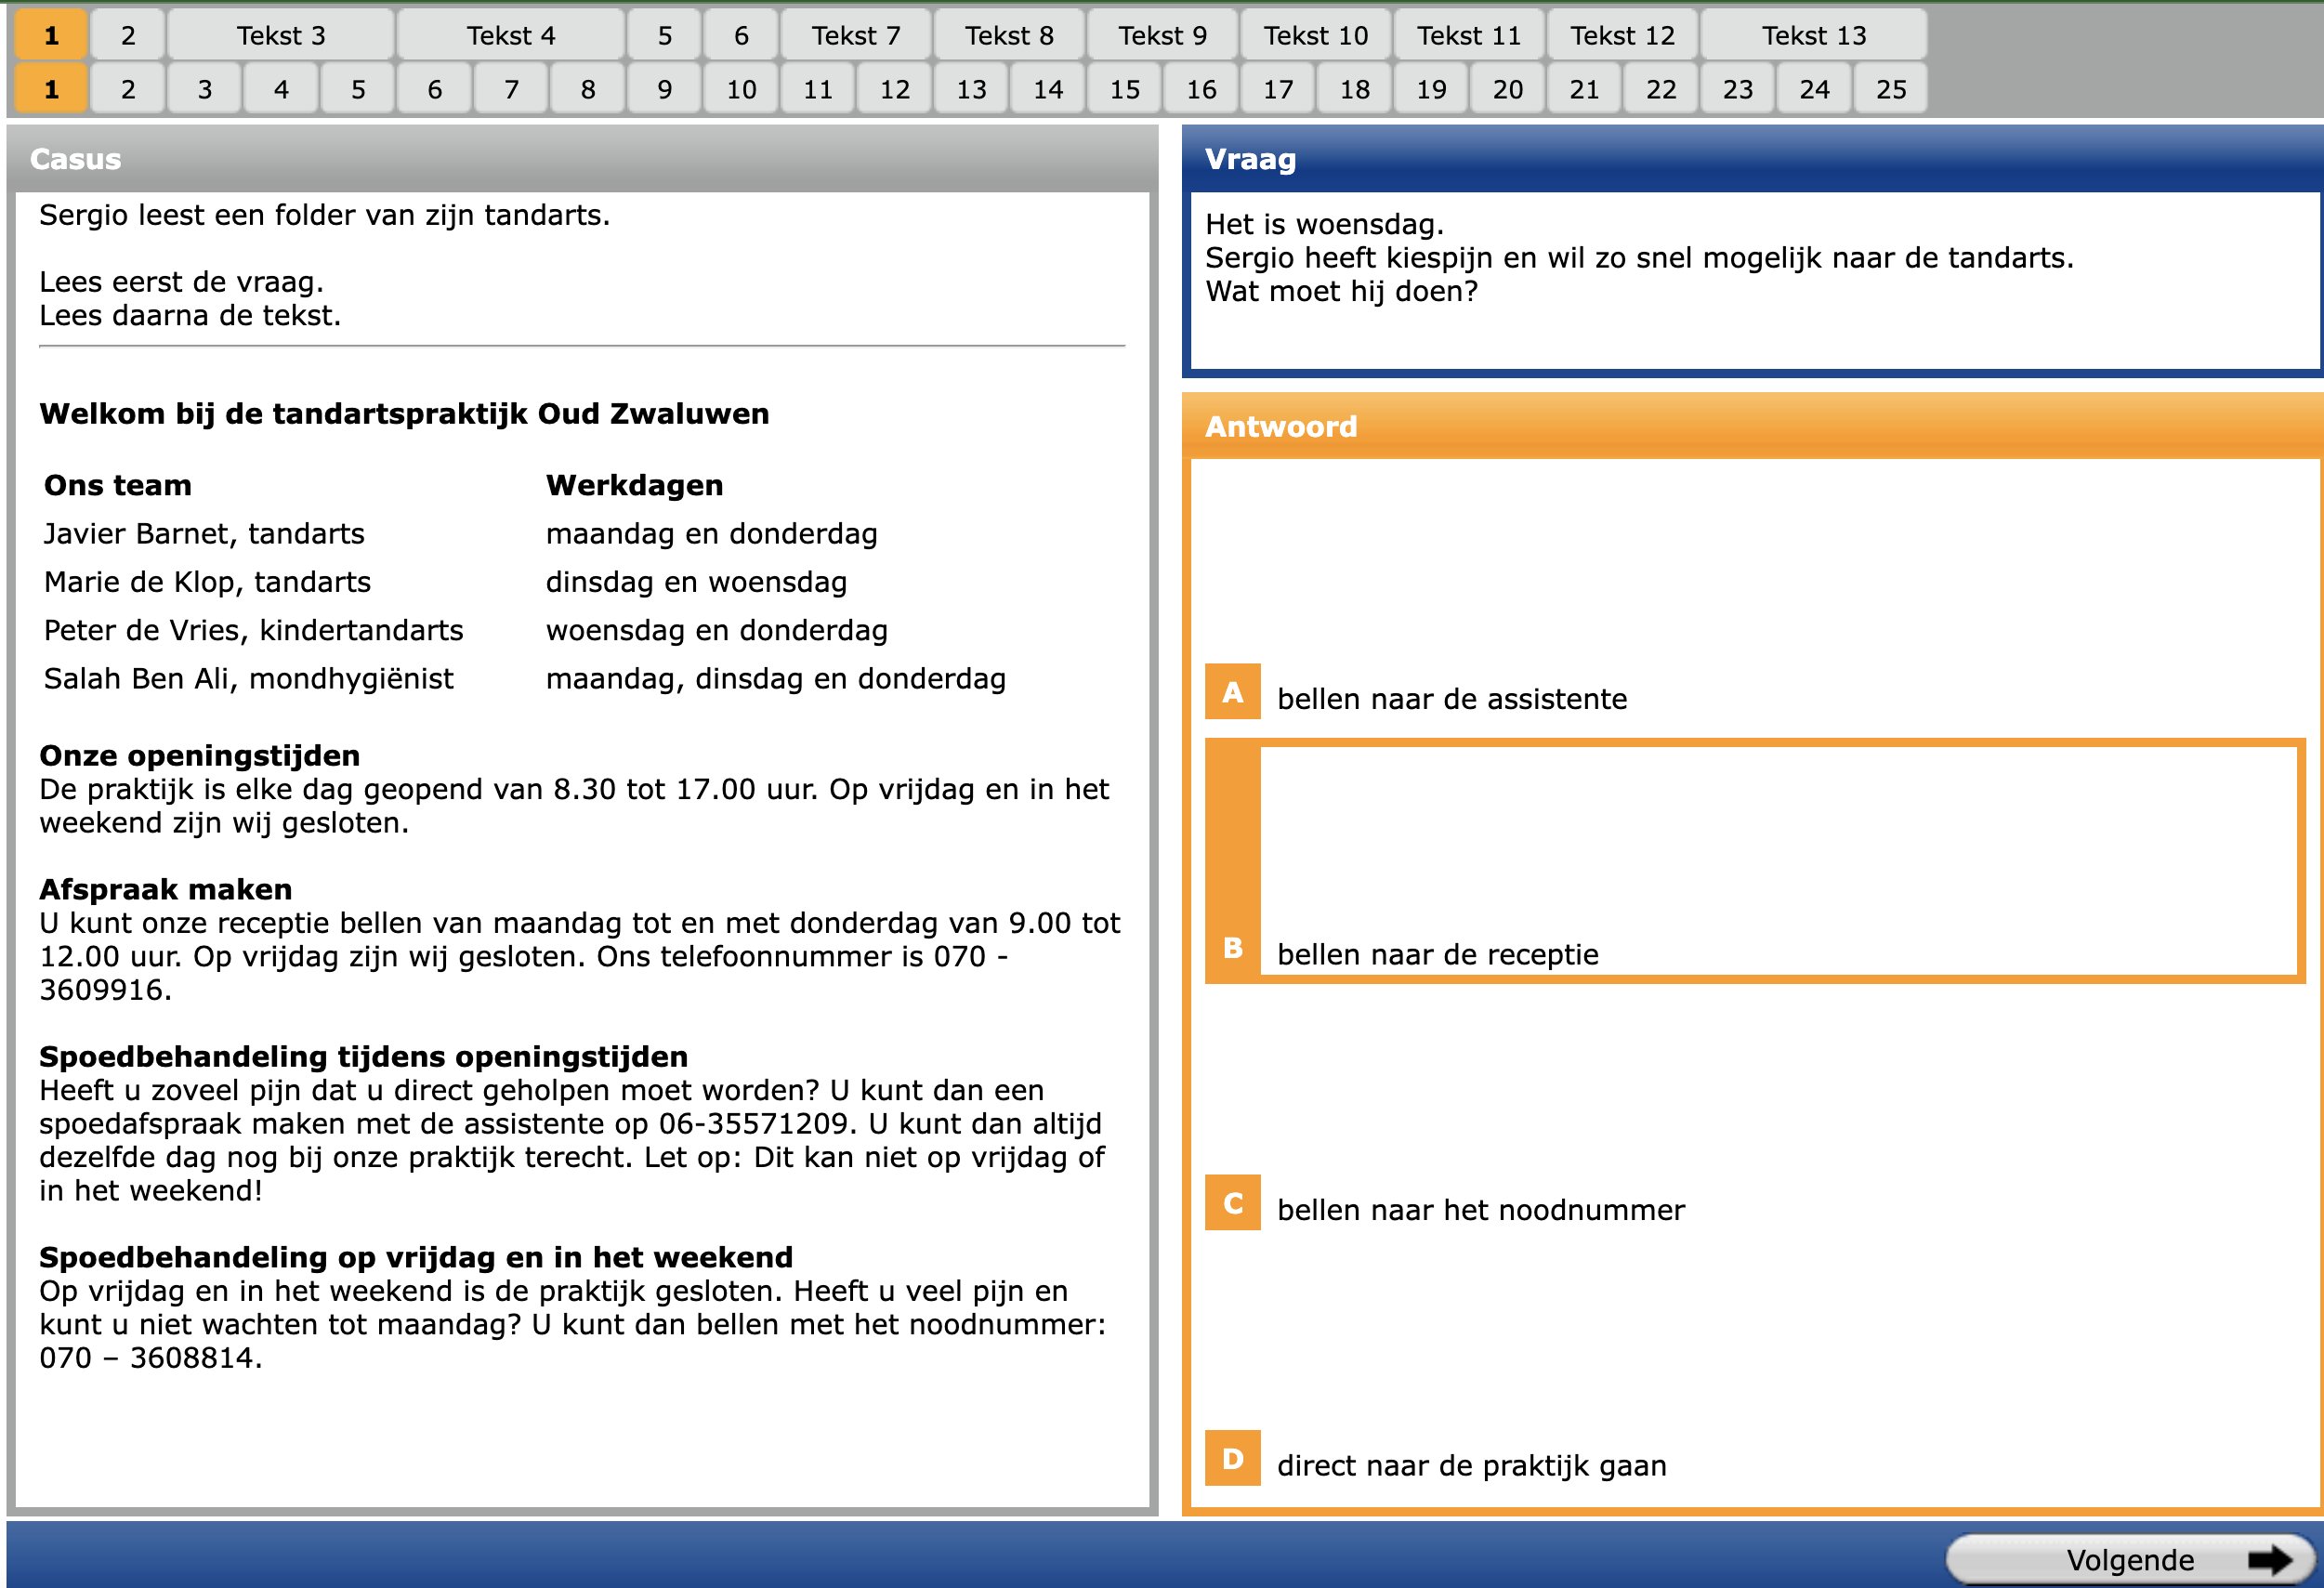 1 2 Tekst 3 Tekst 4 5 6 Tekst 7 Tekst 8 Tekst 9 Tekst 10 Tekst 11 Tekst 12 Tekst 13
1 2 3 4 5 6 7 8 9 10 11 12 13 14 15 16 17 18 19 20 21 22 23 24 25
Casus
Sergio leest een folder van zijn tandarts.
Lees eerst de vraag.
Lees daarna de tekst.
Welkom bij de tandartspraktijk Oud Zwaluwen
Ons team Werkdagen
Javier Barnet, tandarts maandag en donderdag
Marie de Klop, tandarts dinsdag en woensdag
Peter de Vries, kindertandarts woensdag en donderdag
Salah Ben Ali, mondhygiënist maandag, dinsdag en donderdag
Onze openingstijden
De praktijk is elke dag geopend van 8.30 tot 17.00 uur. Op vrijdag en in het
weekend zijn wij gesloten.
Afspraak maken
U kunt onze receptie bellen van maandag tot en met donderdag van 9.00 tot
12.00 uur. Op vrijdag zijn wij gesloten. Ons telefoonnummer is 070 -
3609916.
Spoedbehandeling tijdens openingstijden
Heeft u zoveel pijn dat u direct geholpen moet worden? U kunt dan een
spoedafspraak maken met de assistente op 06-35571209. U kunt dan altijd
dezelfde dag nog bij onze praktijk terecht. Let op: Dit kan niet op vrijdag of
in het weekend!
Spoedbehandeling op vrijdag en in het weekend
Op vrijdag en in het weekend is de praktijk gesloten. Heeft u veel pijn en
kunt u niet wachten tot maandag? U kunt dan bellen met het noodnummer:
070 – 3608814.
Vraag
Het is woensdag.
Sergio heeft kiespijn en wil zo snel mogelijk naar de tandarts.
Wat moet hij doen?
Antwoord
A bellen naar de assistente
B bellen naar de receptie
C bellen naar het noodnummer
D direct naar de praktijk gaan
Volgende